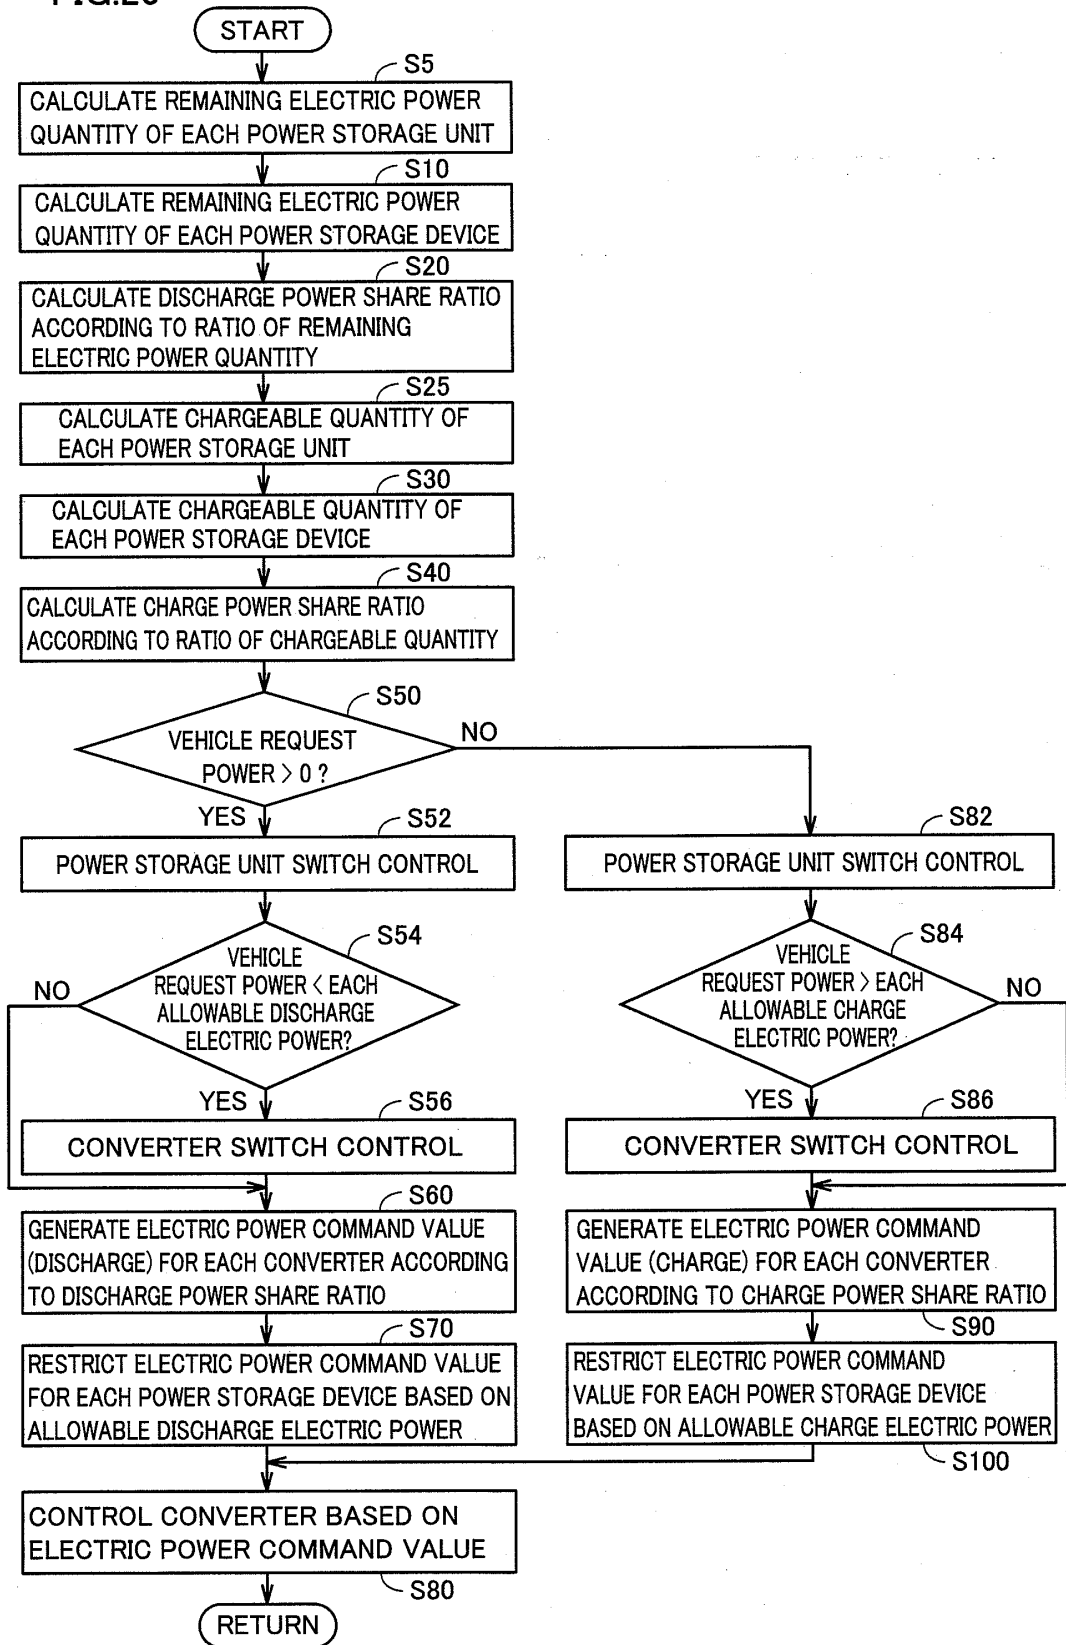 START
S5
CALCULATE REMAINING ELECTRIC POWER
QUANTITY OF EACH POWER STORAGE UNIT
S10
CALCULATE REMAINING ELECTRIC POWER
QUANTITY OF EACH POWER STORAGE DEVICE
S20
CALCULATE DISCHARGE POWER SHARE RATIO
ACCORDING TO RATIO OF REMAINING
ELECTRIC POWER QUANTITY
S25
CALCULATE CHARGEABLE QUANTITY OF
EACH POWER STORAGE UNIT
S30
CALCULATE CHARGEABLE QUANTITY OF
EACH POWER STORAGE DEVICE
S40
CALCULATE CHARGE POWER SHARE RATIO
ACCORDING TO RATIO OF CHARGEABLE QUANTITY
S50
VEHICLE REQUEST
POWER > 0 ?
NO
YES
S52
POWER STORAGE UNIT SWITCH CONTROL
S54
VEHICLE
REQUEST POWER < EACH
ALLOWABLE DISCHARGE
ELECTRIC POWER?
NO
YES
S56
CONVERTER SWITCH CONTROL
S60
GENERATE ELECTRIC POWER COMMAND VALUE
(DISCHARGE) FOR EACH CONVERTER ACCORDING
TO DISCHARGE POWER SHARE RATIO
S70
RESTRICT ELECTRIC POWER COMMAND VALUE
FOR EACH POWER STORAGE DEVICE BASED ON
ALLOWABLE DISCHARGE ELECTRIC POWER
S82
POWER STORAGE UNIT SWITCH CONTROL
S84
VEHICLE
REQUEST POWER > EACH
ALLOWABLE CHARGE
ELECTRIC POWER?
NO
YES
S86
CONVERTER SWITCH CONTROL
GENERATE ELECTRIC POWER COMMAND
VALUE (CHARGE) FOR EACH CONVERTER
ACCORDING TO CHARGE POWER SHARE RATIO
S90
RESTRICT ELECTRIC POWER COMMAND
VALUE FOR EACH POWER STORAGE DEVICE
BASED ON ALLOWABLE CHARGE ELECTRIC POWER
S100
CONTROL CONVERTER BASED ON
ELECTRIC POWER COMMAND VALUE
S80
RETURN